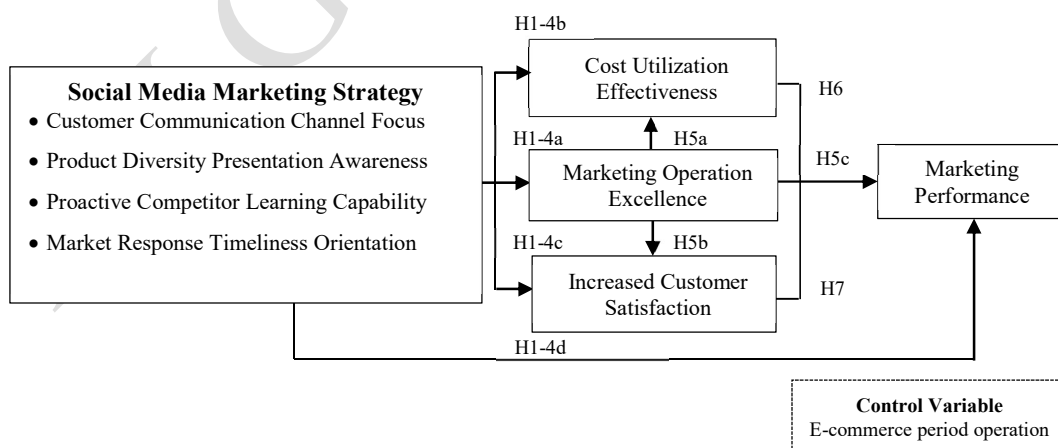 H1-4b
Cost Utilization
Effectiveness
H6
Social Media Marketing Strategy
• Customer Communication Channel Focus
• Product Diversity Presentation Awareness
• Proactive Competitor Learning Capability
• Market Response Timeliness Orientation
H1-4a
H5a
Marketing Operation
Excellence
H5c
Marketing
Performance
H1-4c
H5b
Increased Customer
Satisfaction
H7
H1-4d
Control Variable
E-commerce period operation